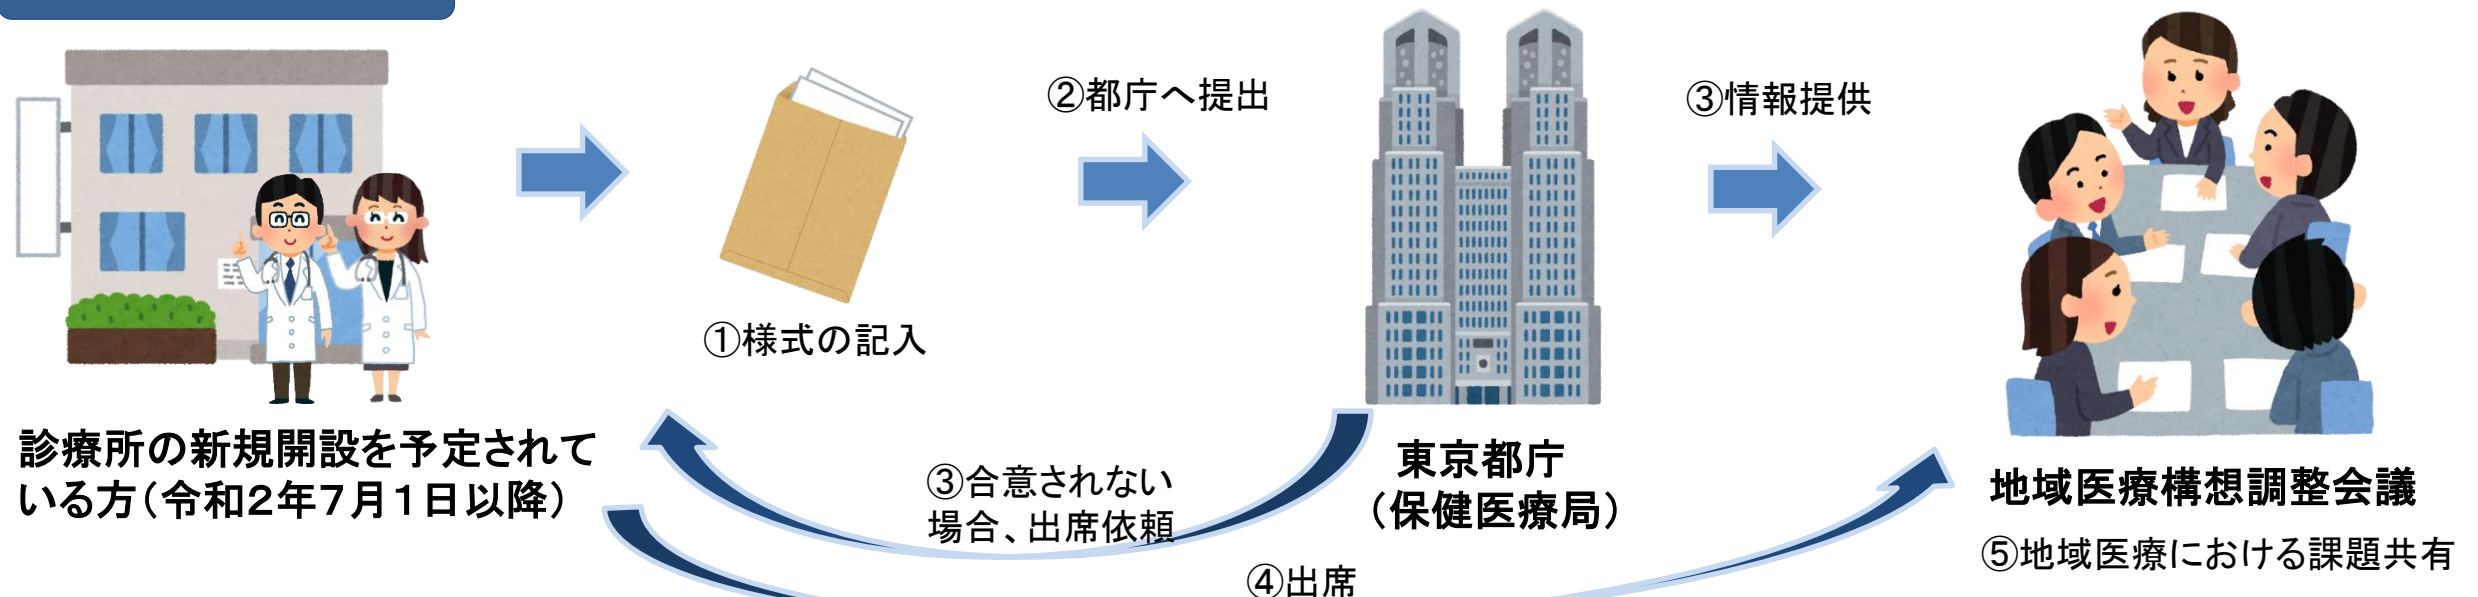 ②都庁へ提出
③情報提供
①様式の記入
診療所の新規開設を予定されて
いる方（令和２年７月１日以降）
③合意されない
場合、出席依頼
東京都庁
（保健医療局）
地域医療構想調整会議
④出席
⑤地域医療における課題共有